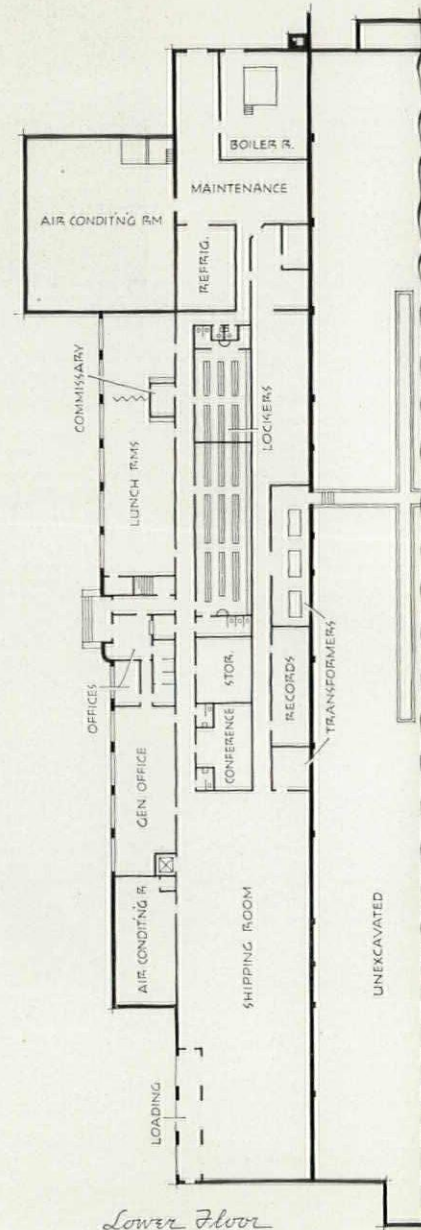 BOILER R.
MAINTENANCE
AIR CONDITN'G RM
REFRIG.
COMMISSARY
LUNCH RMS
LOCKERS
OFFICES
STOR.
RECORDS
TRANSFORMERS
CONFERENCE
GEN. OFFICE
AIR CONDIT'NG R
SHIPPING ROOM
UNEXCAVATED
LOADING
Lower Floor